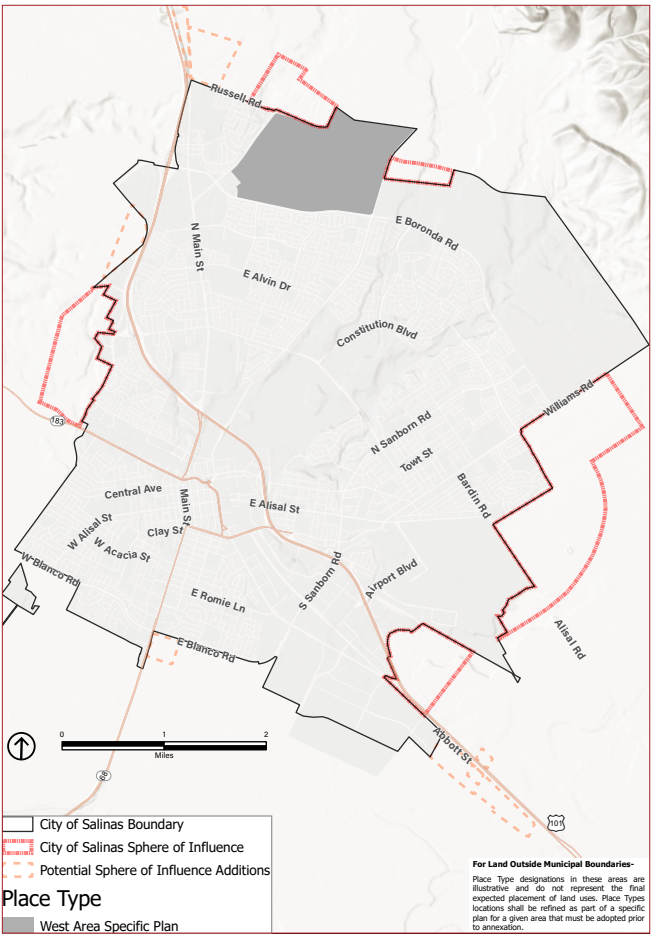 Russell Rd
E Boronda Rd
N Main St
E Alvin Dr
Constitution Blvd
Williams Rd
183
N Sanborn Rd
Towt St
Bardin Rd
Central Ave
Main St
E Alisal St
W Alisal St
Clay St
W Acacia St
W Blanco Rd
S Sanborn Rd
Airport Blvd
E Romie Ln
Alisal Rd
E Blanco Rd
Abbott St
0 1 2
Miles
68
101
City of Salinas Boundary
City of Salinas Sphere of Influence
Potential Sphere of Influence Additions
Place Type
West Area Specific Plan
For Land Outside Municipal Boundaries-
Place Type designations in these areas are
illustrative and do not represent the final
expected placement of land uses. Place Types
locations shall be refined as part of a specific
plan for a given area that must be adopted prior
to annexation.